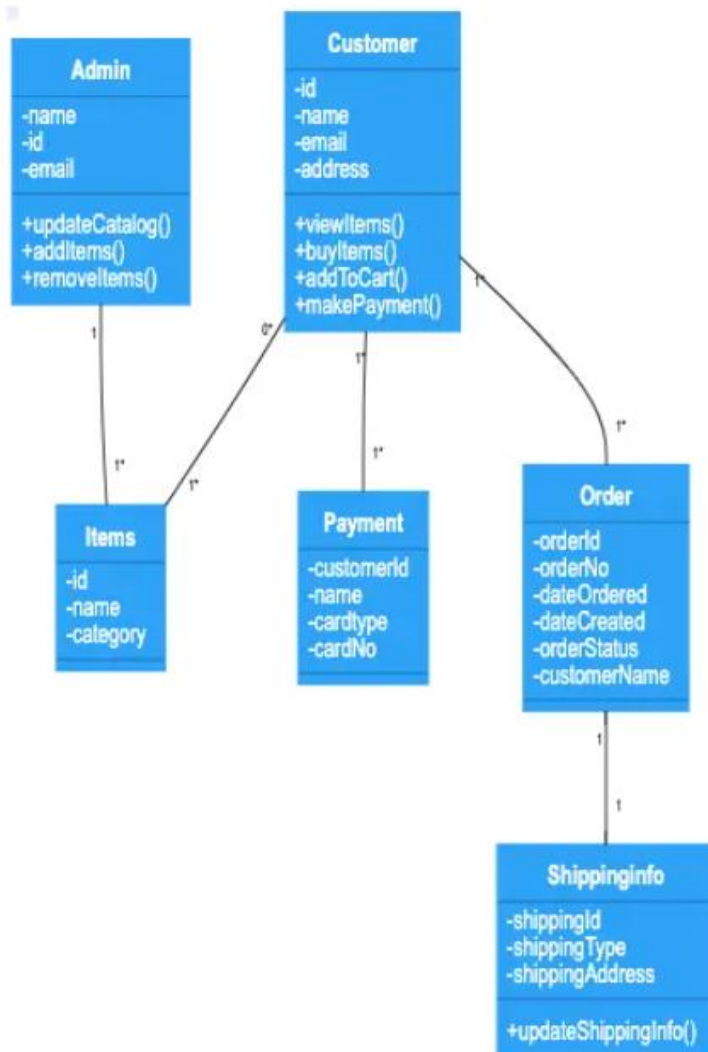 Admin
-name
-id
-email
+updateCatalog()
+addItems()
+removeItems()
Customer
-id
-name
-email
-address
+viewItems()
+buyItems()
+addToCart()
+makePayment()
1
1*
0*
1*
1*
1*
1*
1*
Items
-id
-name
-category
Payment
-customerId
-name
-cardtype
-cardNo
Order
-orderId
-orderNo
-dateOrdered
-dateCreated
-orderStatus
-customerName
1
1
Shippinginfo
-shippingId
-shippingType
-shippingAddress
+updateShippingInfo()